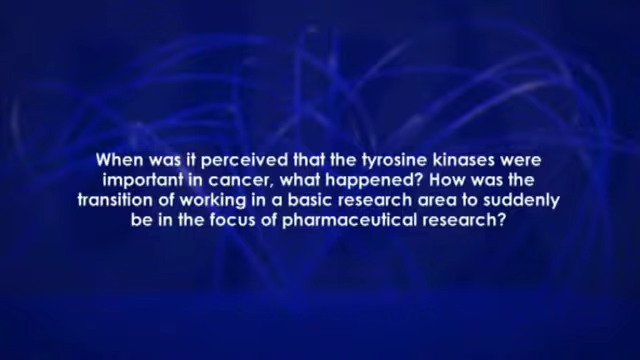 When was it perceived that the tyrosine kinases were
important in cancer, what happened? How was the
transition of working in a basic research area to suddenly
be in the focus of pharmaceutical research?